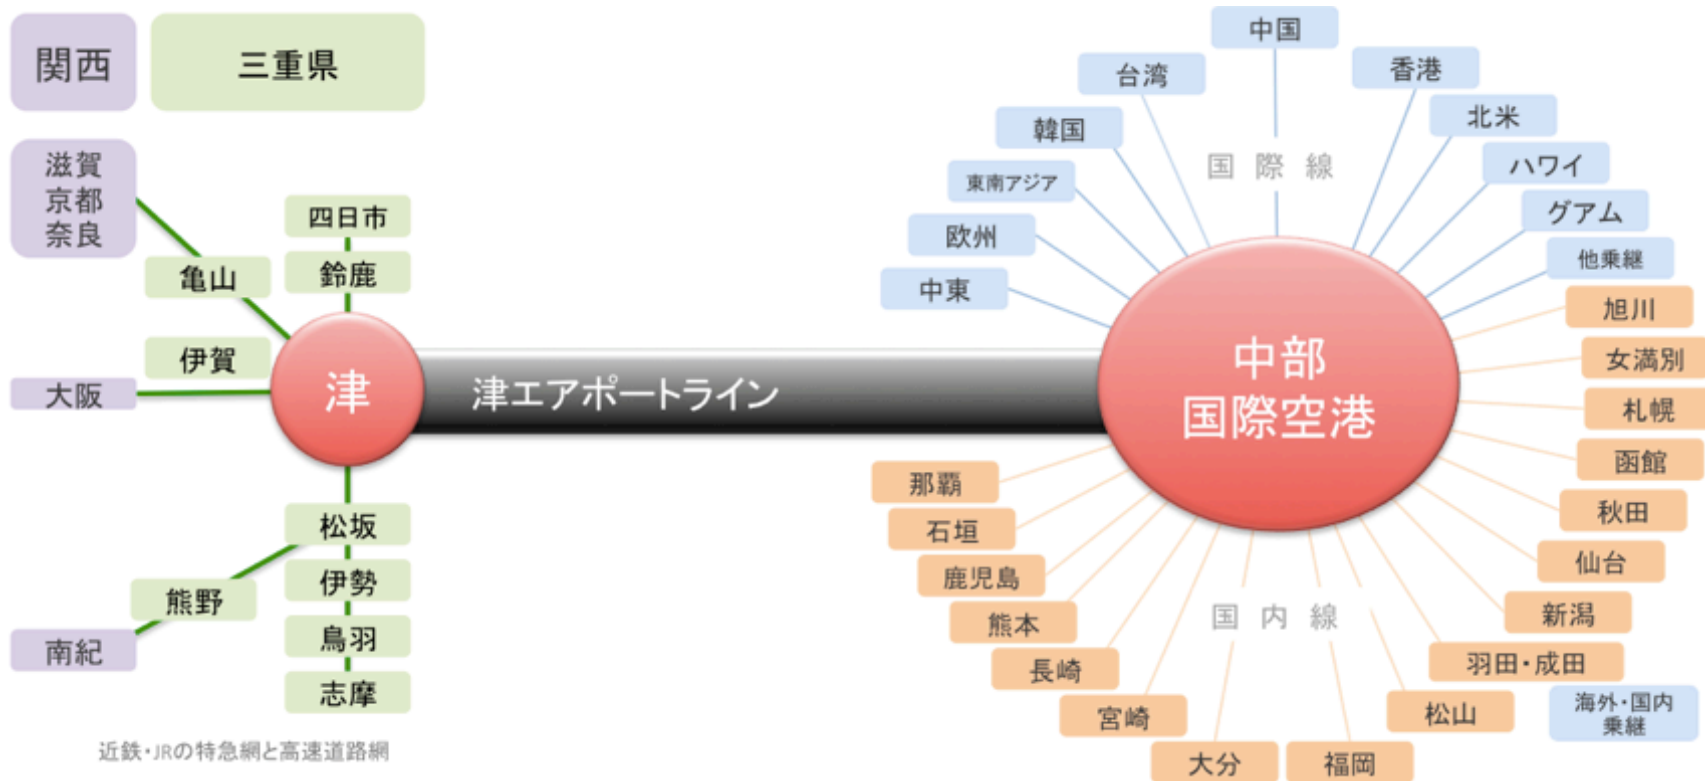 関西
三重県
滋賀
京都
奈良
亀山
伊賀
大阪
四日市
鈴鹿
津
松坂
伊勢
鳥羽
志摩
熊野
南紀
近鉄・JRの特急網と高速道路網
津エアポートライン
中部
国際空港
国際線
中国
台湾
韓国
東南アジア
欧州
中東
香港
北米
ハワイ
グアム
他乗継
旭川
女満別
札幌
函館
秋田
仙台
新潟
羽田・成田
海外・国内
乗継
松山
福岡
大分
宮崎
長崎
熊本
鹿児島
石垣
那覇
国内線